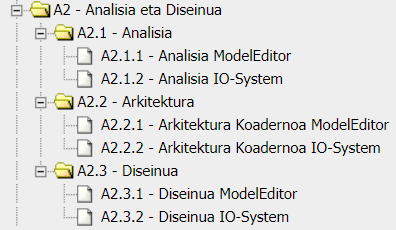 A2 - Analisia eta Diseinua
A2.1 - Analisia
A2.1.1 - Analisia ModelEditor
A2.1.2 - Analisia IO-System
A2.2 - Arkitektura
A2.2.1 - Arkitektura Koadernoa ModelEditor
A2.2.2 - Arkitektura Koadernoa IO-System
A2.3 - Diseinua
A2.3.1 - Diseinua ModelEditor
A2.3.2 - Diseinua IO-System